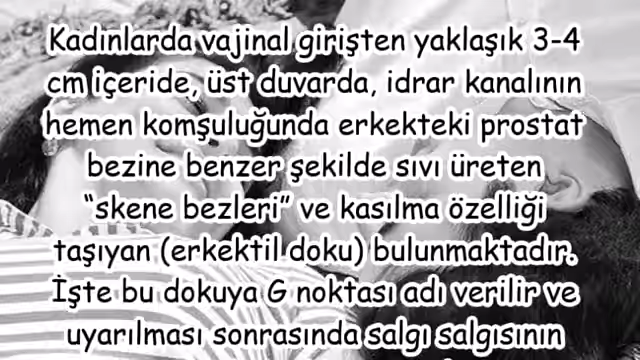 Kadınlarda vajinal girişten yaklaşık 3-4
cm içeride, üst duvarda, idrar kanalının
hemen komşuluğunda erkekteki prostat
bezine benzer şekilde sıvı üreten
“skene bezleri” ve kasılma özelliği
taşıyan (erkektil doku) bulunmaktadır.
İşte bu dokuya G noktası adı verilir ve
uyarılması sonrasında salgı salgısının